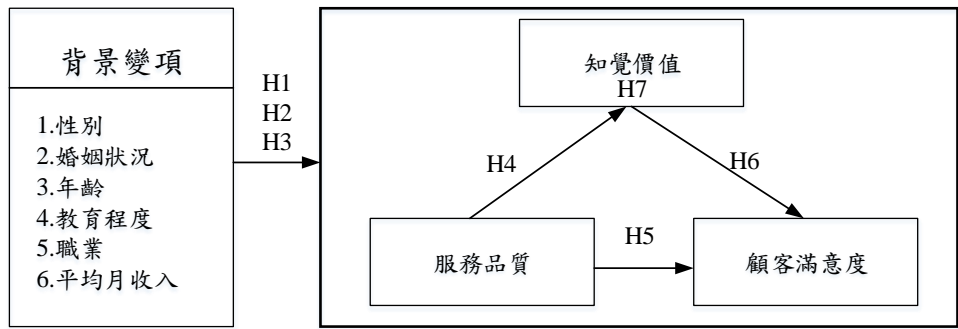 背景變項
1.性別
2.婚姻狀況
3.年齡
4.教育程度
5.職業
6.平均月收入
H1
H2
H3
知覺價值
H7
H4
H6
服務品質
H5
顧客滿意度